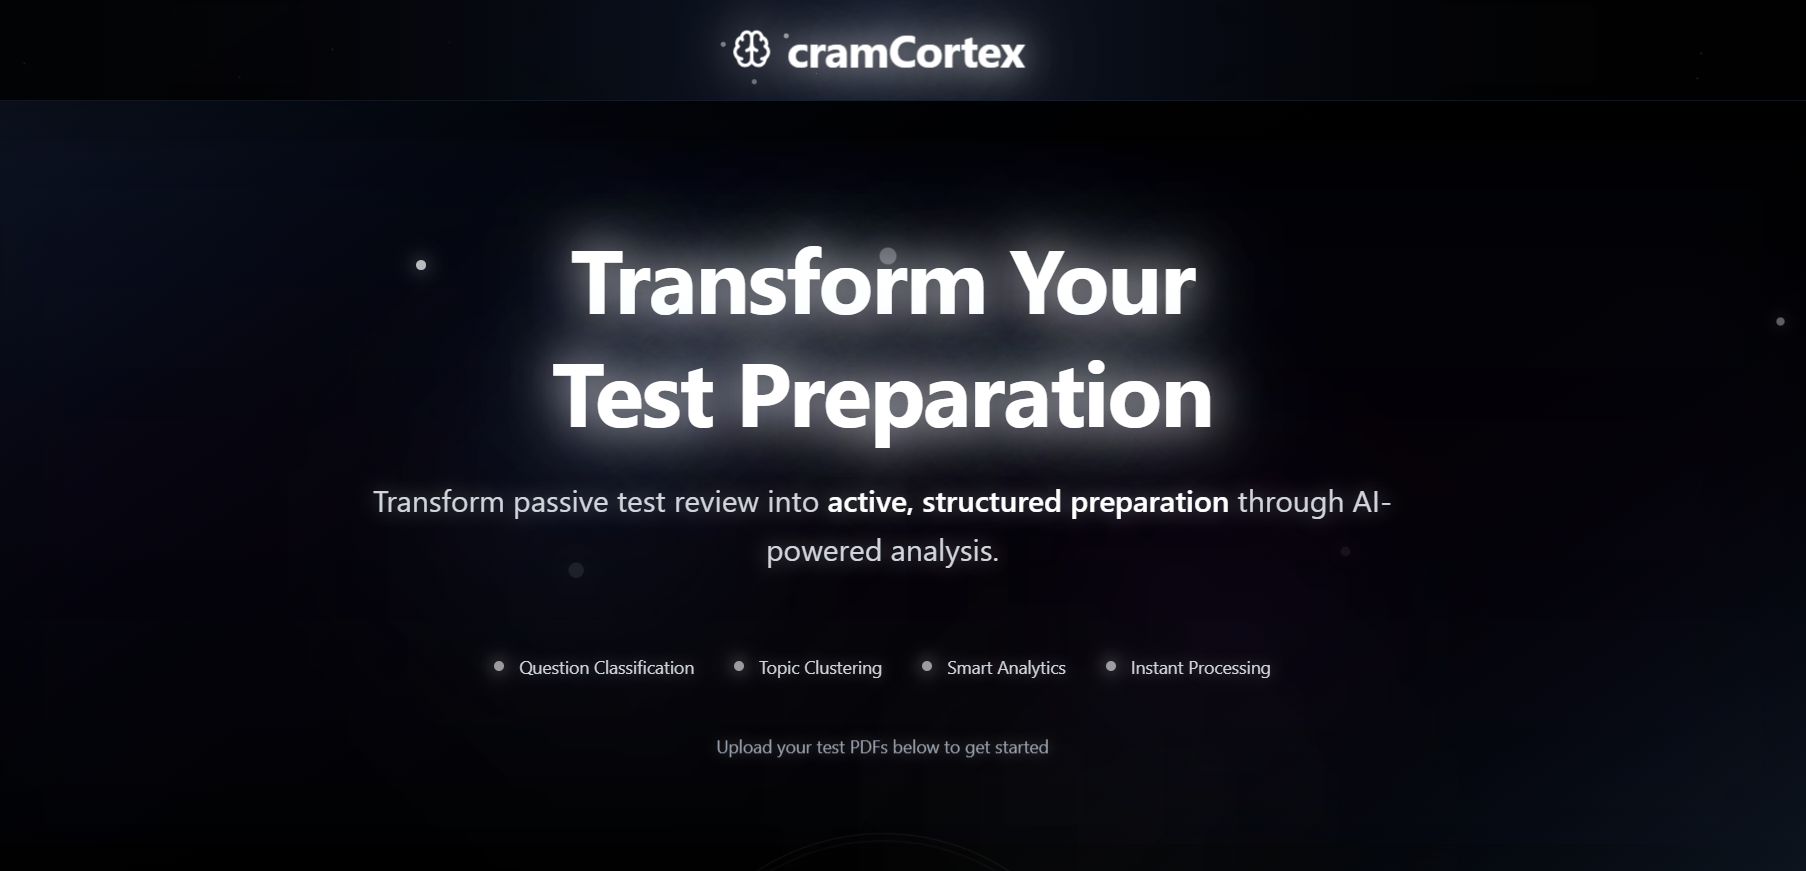 cramCortex
Transform Your
Test Preparation
Transform passive test review into active, structured preparation through AI-
powered analysis.
Question Classification
Topic Clustering
Smart Analytics
Instant Processing
Upload your test PDFs below to get started